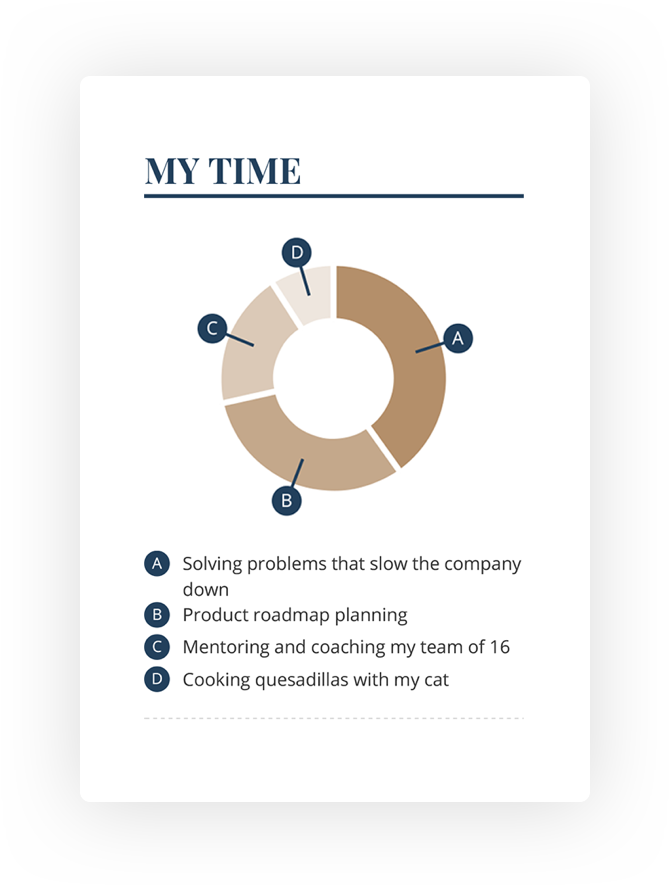 MY TIME
D
A
C
B
A Solving problems that slow the company
down
B Product roadmap planning
C Mentoring and coaching my team of 16
D Cooking quesadillas with my cat